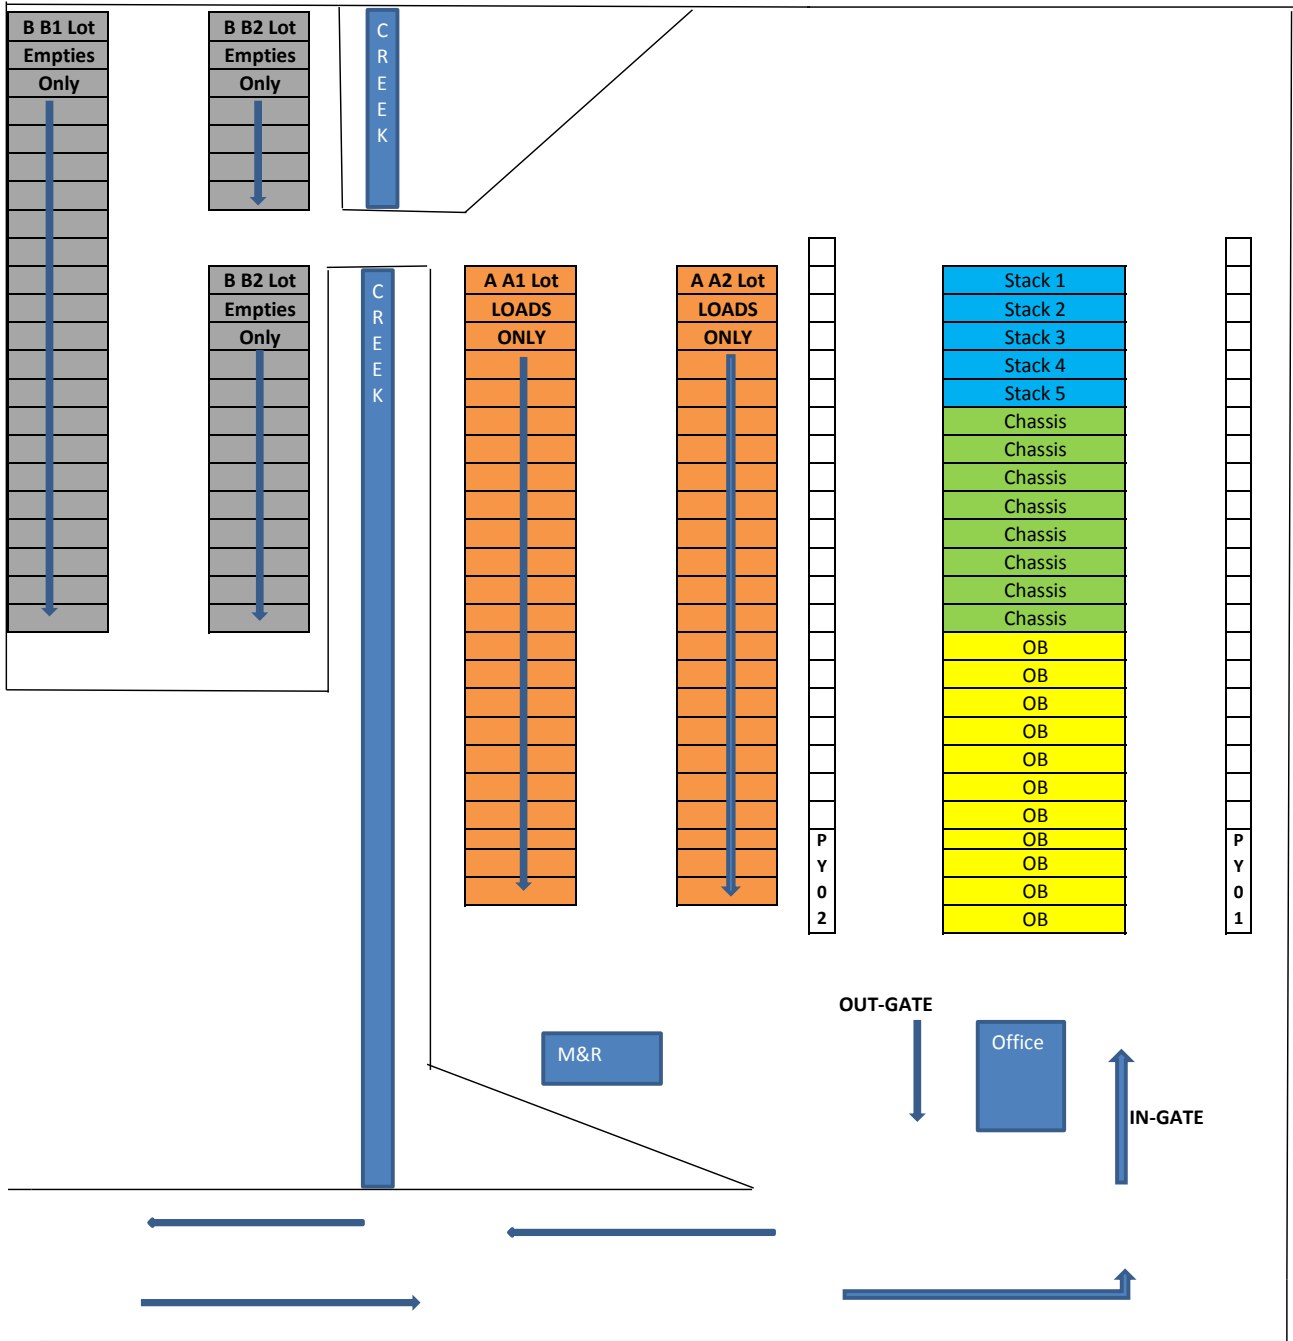 B B1 Lot
Empties
Only
B B2 Lot
Empties
Only
C
R
E
E
K
B B2 Lot
Empties
Only
C
R
E
E
K
A A1 Lot
LOADS
ONLY
A A2 Lot
LOADS
ONLY
P
Y
0
2
Stack 1
Stack 2
Stack 3
Stack 4
Stack 5
Chassis
Chassis
Chassis
Chassis
Chassis
Chassis
Chassis
Chassis
OB
OB
OB
OB
OB
OB
OB
OB
OB
OB
OB
P
Y
0
1
OUT-GATE
Office
M&R
IN-GATE